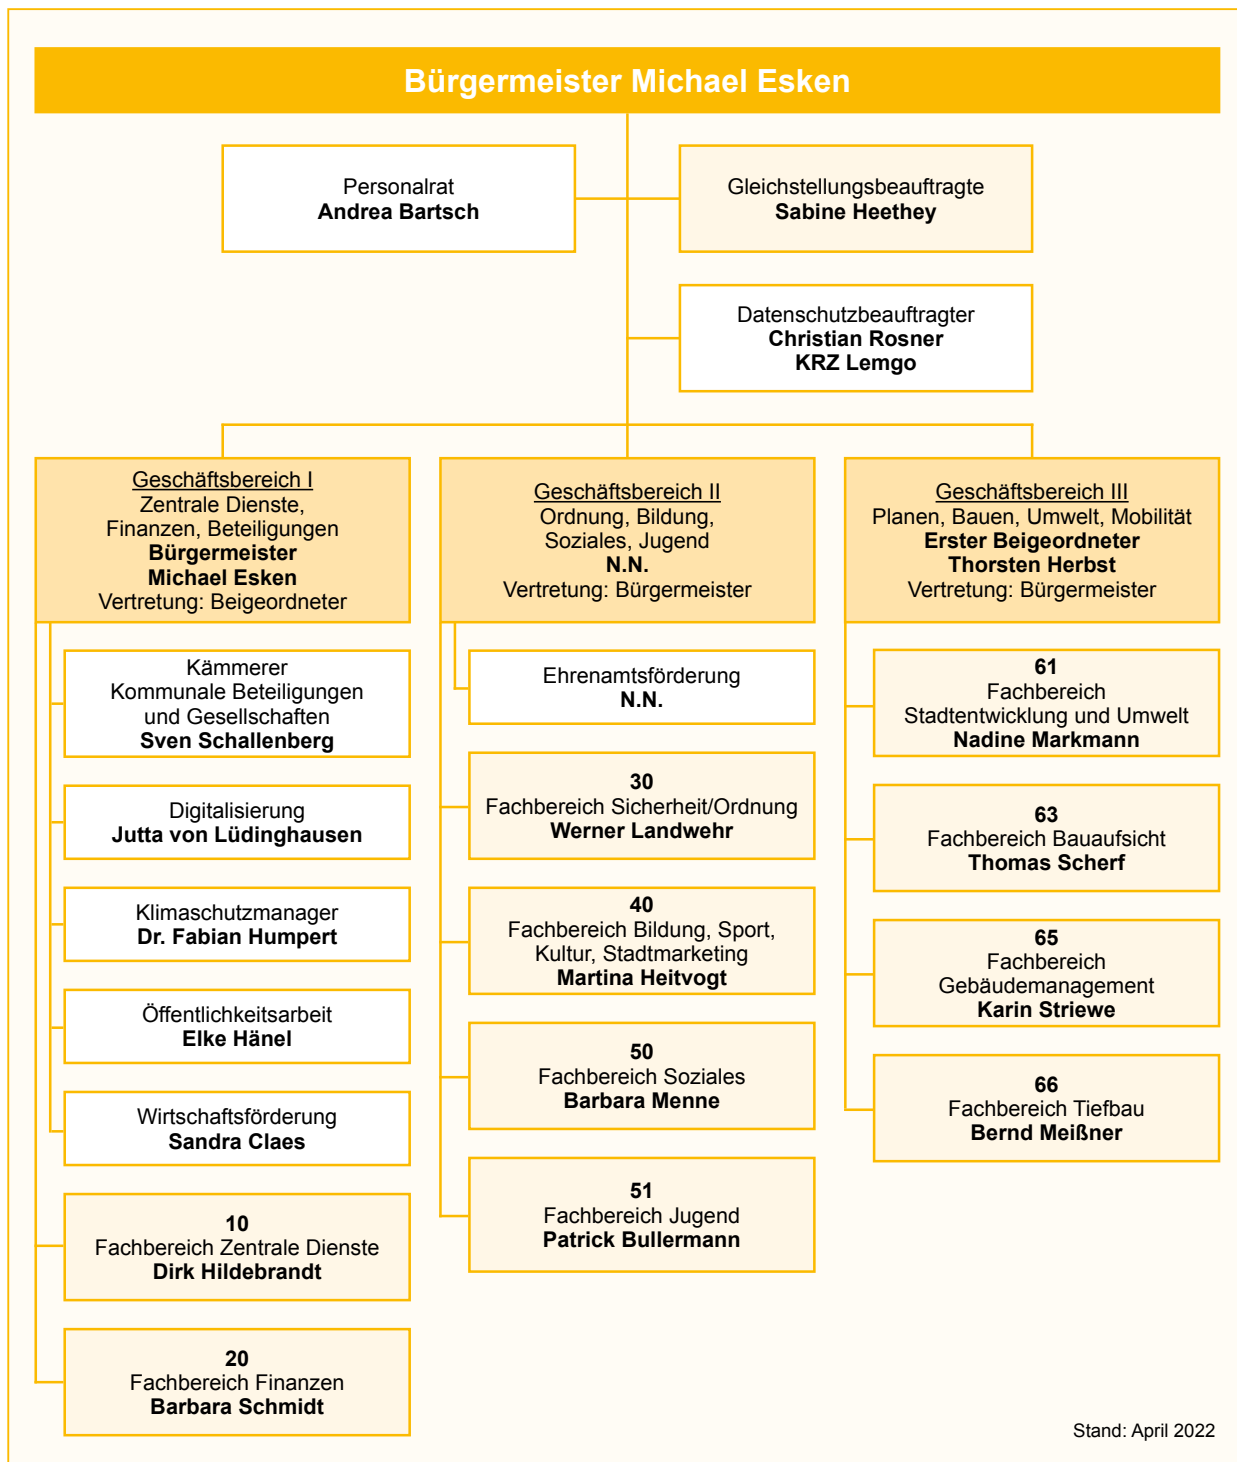 Bürgermeister Michael Esken
Personalrat
Andrea Bartsch
Gleichstellungsbeauftragte
Sabine Heethey
Datenschutzbeauftragter
Christian Rosner
KRZ Lemgo
Geschäftsbereich I
Zentrale Dienste,
Finanzen, Beteiligungen
Bürgermeister
Michael Esken
Vertretung: Beigeordneter
Kämmerer
Kommunale Beteiligungen
und Gesellschaften
Sven Schallenberg
Digitalisierung
Jutta von Lüdinghausen
Klimaschutzmanager
Dr. Fabian Humpert
Öffentlichkeitsarbeit
Elke Hänel
Wirtschaftsförderung
Sandra Claes
10
Fachbereich Zentrale Dienste
Dirk Hildebrandt
20
Fachbereich Finanzen
Barbara Schmidt
Geschäftsbereich II
Ordnung, Bildung,
Soziales, Jugend
N.N.
Vertretung: Bürgermeister
Ehrenamtsförderung
N.N.
30
Fachbereich Sicherheit/Ordnung
Werner Landwehr
40
Fachbereich Bildung, Sport,
Kultur, Stadtmarketing
Martina Heitvogt
50
Fachbereich Soziales
Barbara Menne
51
Fachbereich Jugend
Patrick Bullermann
Geschäftsbereich III
Planen, Bauen, Umwelt, Mobilität
Erster Beigeordneter
Thorsten Herbst
Vertretung: Bürgermeister
61
Fachbereich
Stadtentwicklung und Umwelt
Nadine Markmann
63
Fachbereich Bauaufsicht
Thomas Scherf
65
Fachbereich
Gebäudemanagement
Karin Striewe
66
Fachbereich Tiefbau
Bernd Meißner
Stand: April 2022